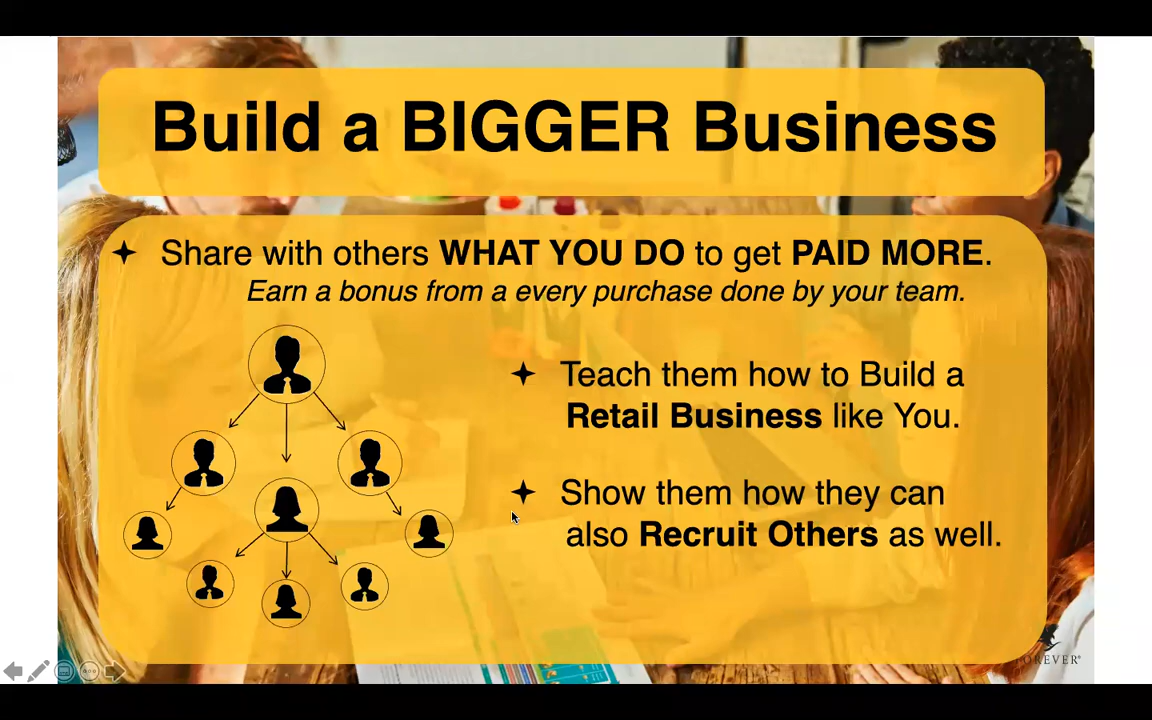 Build a BIGGER Business
Share with others WHAT YOU DO to get PAID MORE.
Earn a bonus from a every purchase done by your team.
Teach them how to Build a
Retail Business like You.
Show them how they can
also Recruit Others as well.
OREVER®